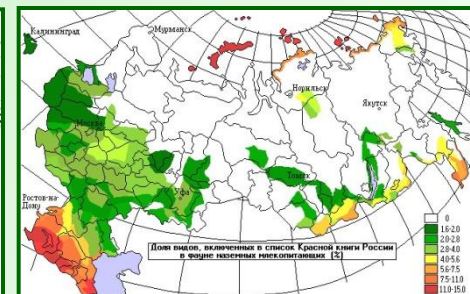 Калининград
Мурманск
Норильск
Якутск
Москва
Томск
Уфа
Ростов-на-
Дону
Доля видов, включенных в список Красной книги России
в фауне наземных млекопитающих (%)
0
1.6-2.0
2.0-2.8
2.8-4.0
4.0-5.6
5.6-7.5
7.5-11.0
11.0-15.0